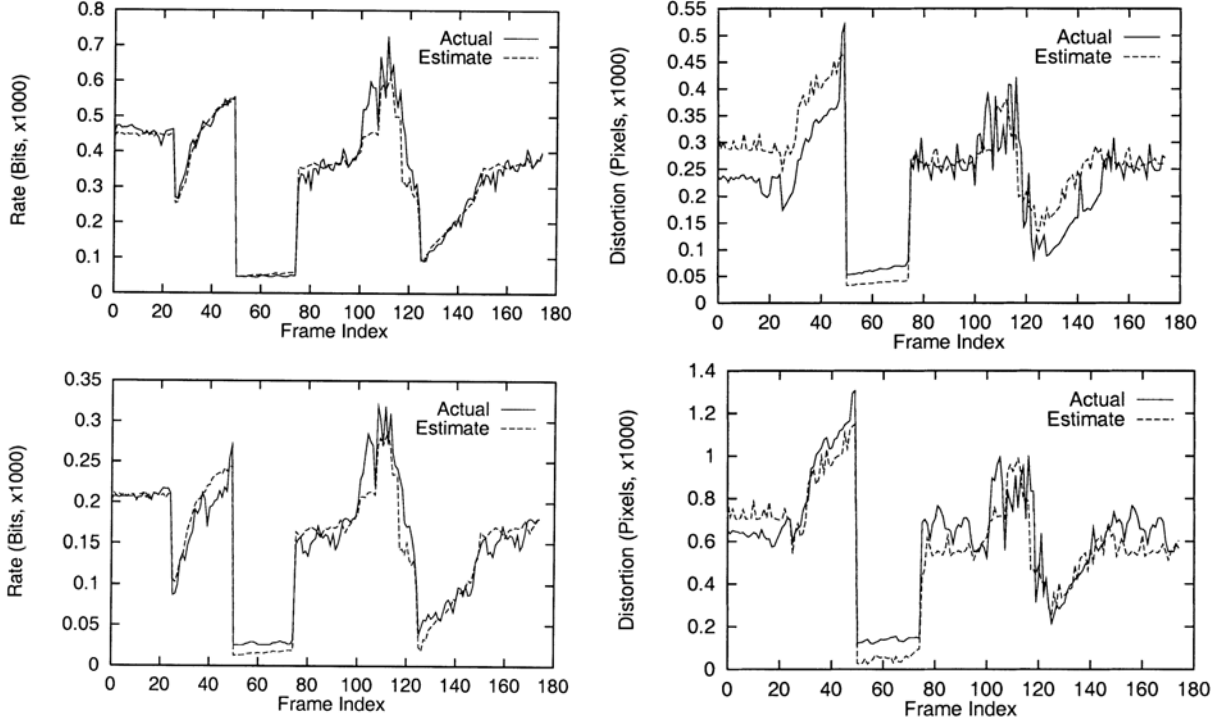 Rate (Bits, x1000)
0.8
0.7
0.6
0.5
0.4
0.3
0.2
0.1
0
Actual
Estimate
0 20 40 60 80 100 120 140 160 180
Frame Index
Distortion (Pixels, x1000)
0.55
0.5
0.45
0.4
0.35
0.3
0.25
0.2
0.15
0.1
0.05
0
Actual
Estimate
0 20 40 60 80 100 120 140 160 180
Frame Index
Rate (Bits, x1000)
0.35
0.3
0.25
0.2
0.15
0.1
0.05
0
Actual
Estimate
0 20 40 60 80 100 120 140 160 180
Frame Index
Distortion (Pixels, x1000)
1.4
1.2
1
0.8
0.6
0.4
0.2
0
Actual
Estimate
0 20 40 60 80 100 120 140 160 180
Frame Index